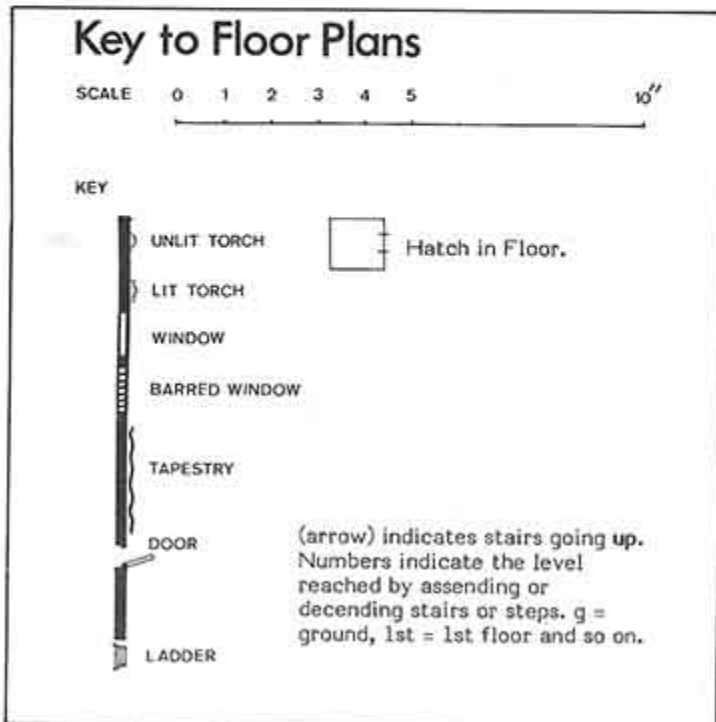 Key to Floor Plans
SCALE 0 1 2 3 4 5 10"
KEY
UNLIT TORCH
LIT TORCH
WINDOW
BARRED WINDOW
TAPESTRY
DOOR
LADDER
Hatch in Floor.
(arrow) indicates stairs going up.
Numbers indicate the level
reached by assending or
decending stairs or steps. g =
ground, 1st = 1st floor and so on.